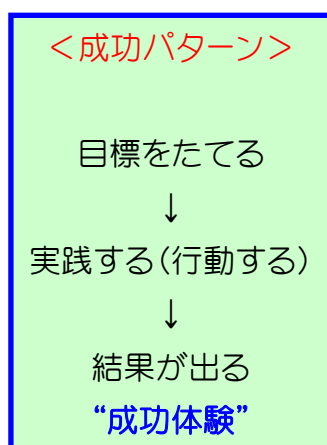 ＜成功パターン＞
目標をたてる
↓
実践する（行動する）
↓
結果が出る
“成功体験”